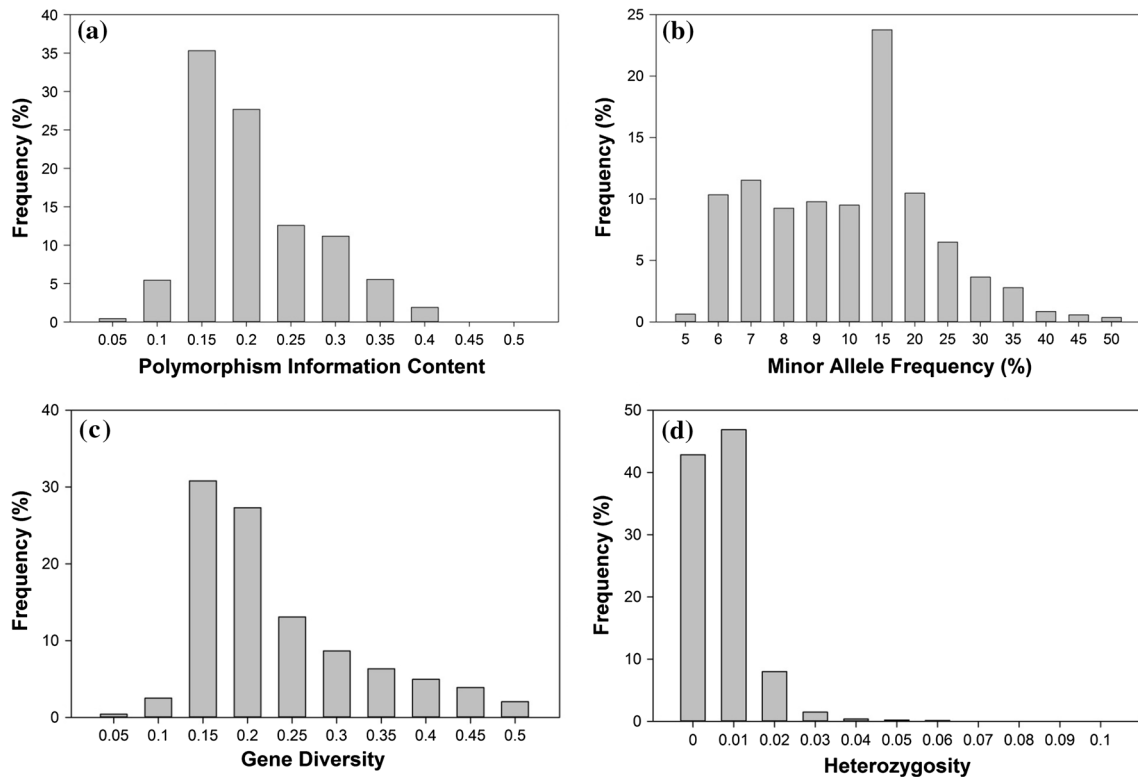 (a)
Frequency (%)
40
35
30
25
20
15
10
5
0
0.05 0.1 0.15 0.2 0.25 0.3 0.35 0.4 0.45 0.5
Polymorphism Information Content
(b)
Frequency (%)
25
20
15
10
5
0
5 6 7 8 9 10 15 20 25 30 35 40 45 50
Minor Allele Frequency (%)
(c)
Frequency (%)
40
30
20
10
0
0.05 0.1 0.15 0.2 0.25 0.3 0.35 0.4 0.45 0.5
Gene Diversity
(d)
Frequency (%)
50
40
30
20
10
0
0 0.01 0.02 0.03 0.04 0.05 0.06 0.07 0.08 0.09 0.1
Heterozygosity